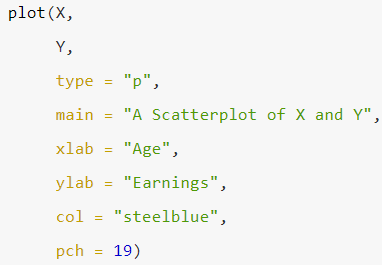 plot(X,
Y,
type = "p",
main = "A Scatterplot of X and Y",
xlab = "Age",
ylab = "Earnings",
col = "steelblue",
pch = 19)